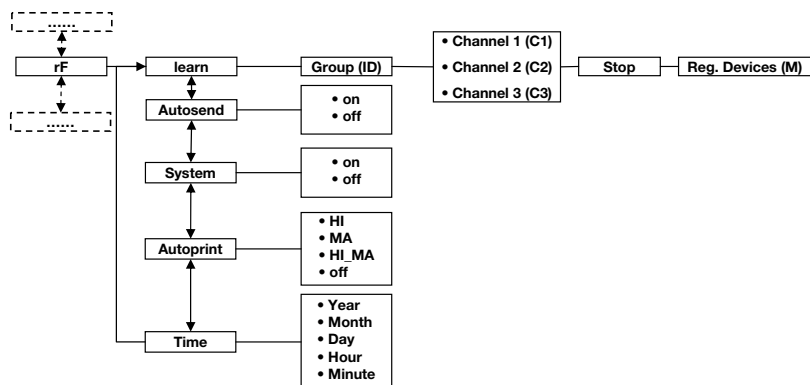 ......
rF
......
learn
Group (ID)
• Channel 1 (C1)
• Channel 2 (C2)
• Channel 3 (C3)
Stop
Reg. Devices (M)
Autosend
• on
• off
System
• on
• off
Autoprint
• HI
• MA
• HI_MA
• off
Time
• Year
• Month
• Day
• Hour
• Minute